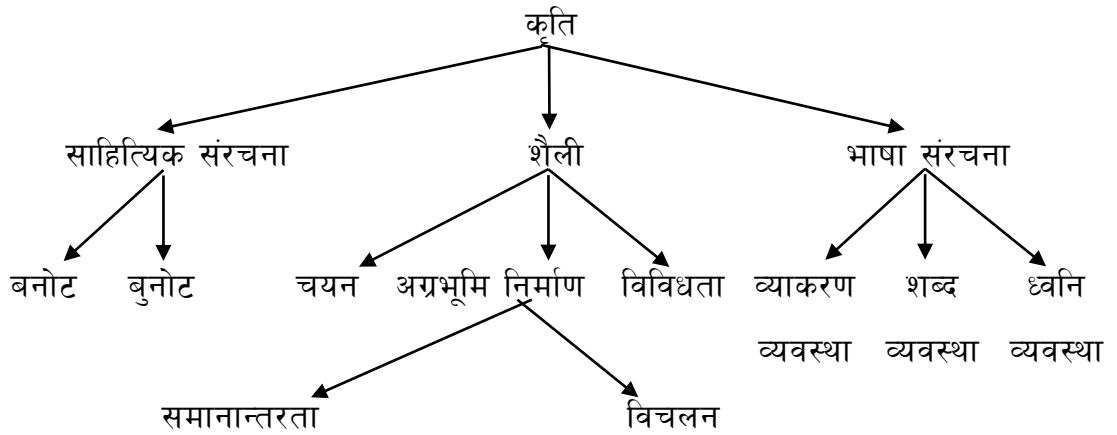 कृति
साहित्यिक संरचना शैली भाषा संरचना
बनोट बुनोट चयन अग्रभूमि निर्माण विविधता व्याकरण शब्द ध्वनि
व्यवस्था व्यवस्था व्यवस्था
समानान्तरता विचलन